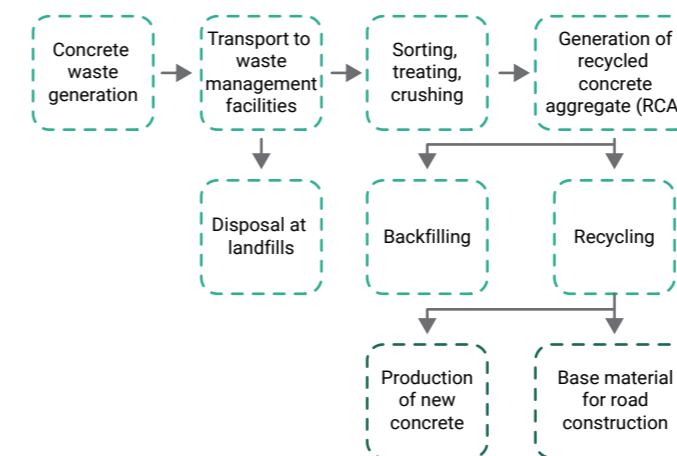 Concrete
waste
generation
Transport to
waste
management
facilities
Sorting,
treating,
crushing
Generation of
recycled
concrete
aggregate (RCA
Disposal at
landfills
Backfilling
Recycling
Production
of new
concrete
Base material
for road
construction